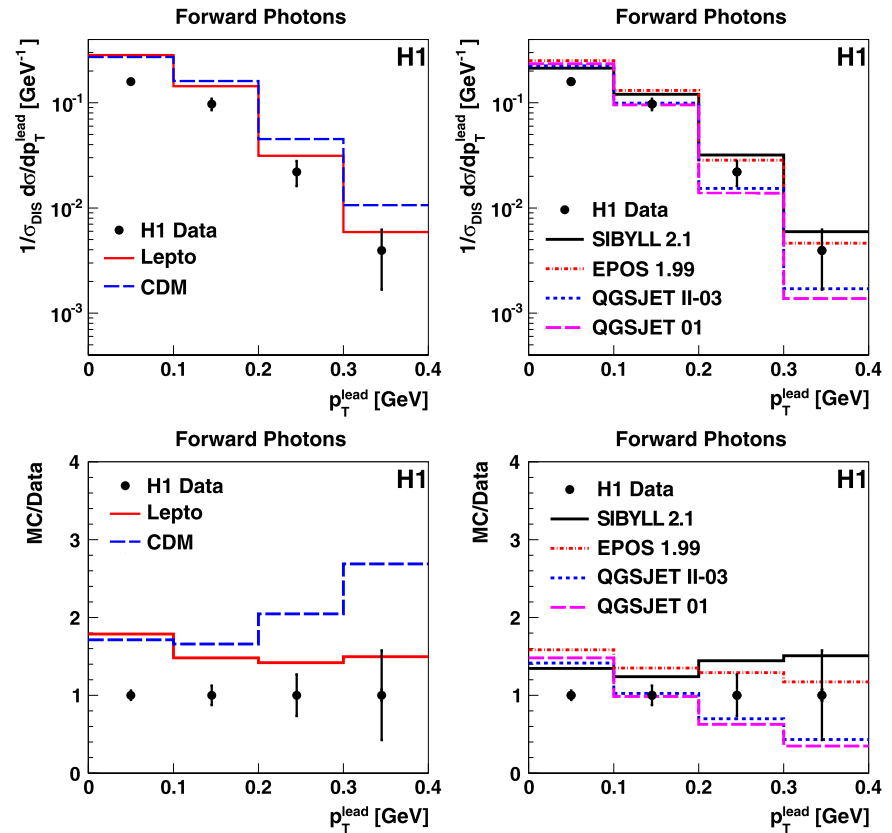 Forward Photons
H1
1/σ_DIS dσ/dp_T^lead [GeV⁻¹]
10⁻¹
10⁻²
10⁻³
H1 Data
Lepto
CDM
0 0.1 0.2 0.3 0.4
p_T^lead [GeV]
Forward Photons
H1
1/σ_DIS dσ/dp_T^lead [GeV⁻¹]
10⁻¹
10⁻²
10⁻³
H1 Data
SIBYLL 2.1
EPOS 1.99
QGSJET II-03
QGSJET 01
0 0.1 0.2 0.3 0.4
p_T^lead [GeV]
Forward Photons
H1
MC/Data
4
3
2
1
0
H1 Data
Lepto
CDM
0 0.1 0.2 0.3 0.4
p_T^lead [GeV]
Forward Photons
H1
MC/Data
4
3
2
1
0
H1 Data
SIBYLL 2.1
EPOS 1.99
QGSJET II-03
QGSJET 01
0 0.1 0.2 0.3 0.4
p_T^lead [GeV]